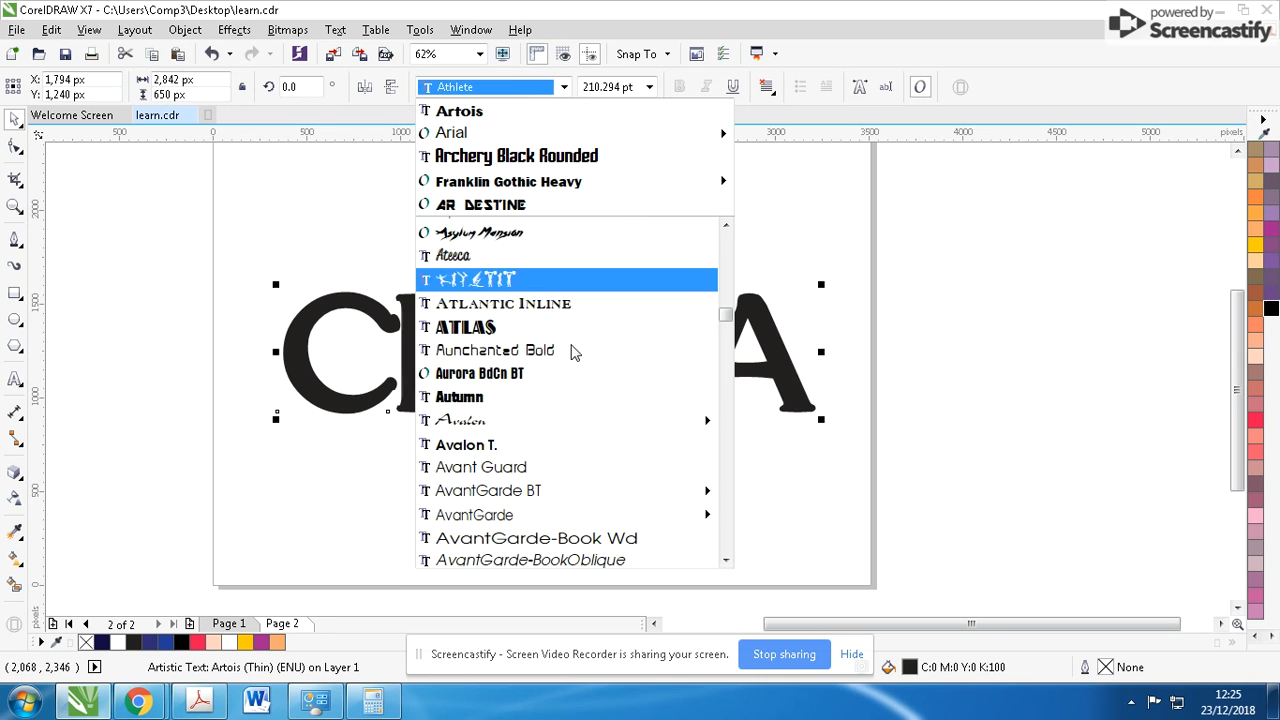 CorelDRAW X7 - C:\Users\Comp3\Desktop\learn.cdr
powered by
Screencastify
File Edit View Layout Object Effects Bitmaps Text Table Tools Window Help
62% Snap To
X: 1,794 px
Y: 1,240 px
2,842 px
650 px
0.0 °
Athlete
210.294 pt
ab|
O
Welcome Screen learn.cdr
500 0 500 1000 3000 3500 4000 4500 5000 pixels
2000
1500
1000
500
0
pixels
Artois
Arial
Archery Black Rounded
Franklin Gothic Heavy
AR DESTINE
Asylum Mansion
Ateeca
Atlantic Inline
ATLAS
Aunchanted Bold
Aurora BdCn BT
Autumn
Avalon
Avalon T.
Avant Guard
AvantGarde BT
AvantGarde
AvantGarde-Book Wd
AvantGarde-BookOblique
C
A
2 of 2 Page 1 Page 2
Screencastify - Screen Video Recorder is sharing your screen. Stop sharing Hide
(2,068 , 2,346 ) Artistic Text: Artois (Thin) (ENU) on Layer 1 C:0 M:0 Y:0 K:100 None
12:25
23/12/2018